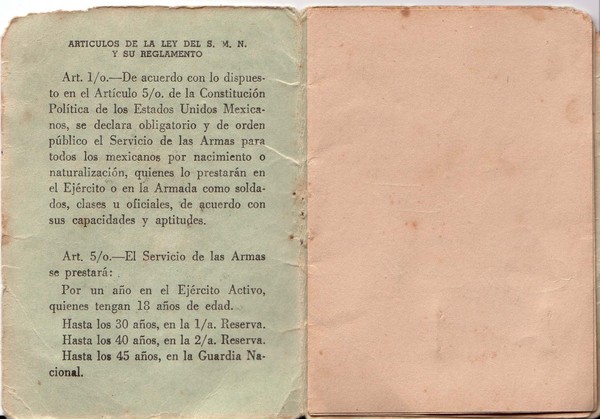 ARTICULOS DE LA LEY DEL S. M. N.
Y SU REGLAMENTO
Art. 1/o.—De acuerdo con lo dispues-
to en el Artículo 5/o. de la Constitución
Política de los Estados Unidos Mexica-
nos, se declara obligatorio y de orden
público el Servicio de las Armas para
todos los mexicanos por nacimiento o
naturalización, quienes lo prestarán en
el Ejército o en la Armada como solda-
dos, clases u oficiales, de acuerdo con
sus capacidades y aptitudes.
Art. 5/o.—El Servicio de las Armas
se prestará:
Por un año en el Ejército Activo,
quienes tengan 18 años de edad.
Hasta los 30 años, en la 1/a. Reserva.
Hasta los 40 años, en la 2/a. Reserva.
Hasta los 45 años, en la Guardia Na-
cional.